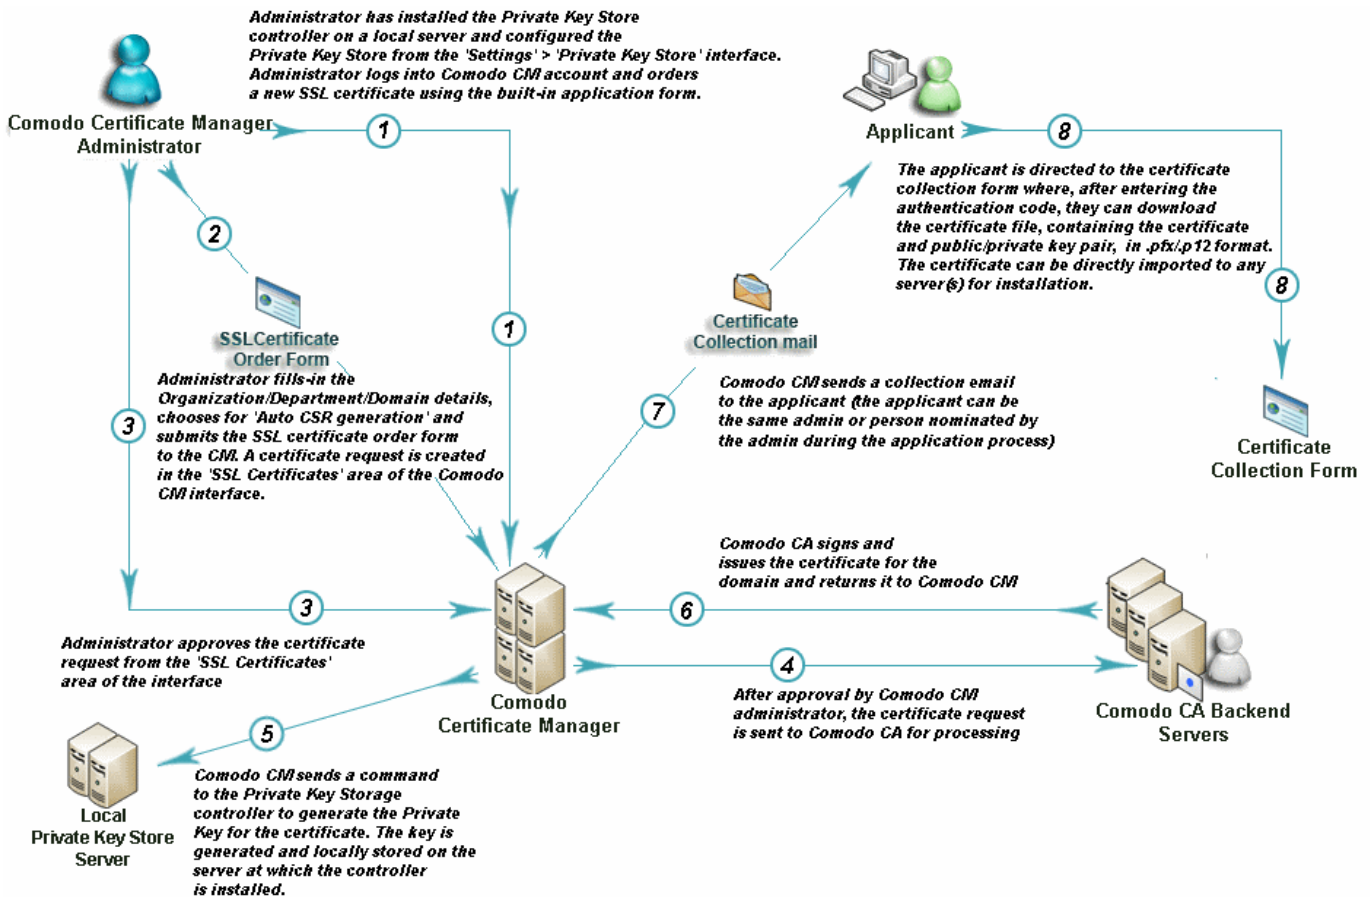 Administrator has installed the Private Key Store
controller on a local server and configured the
Private Key Store from the 'Settings' > 'Private Key Store' interface.
Administrator logs into Comodo CM account and orders
a new SSL certificate using the built-in application form.
Comodo Certificate Manager
Administrator
1
2
SSLCertificate
Order Form
Administrator fills-in the
Organization/Department/Domain details,
chooses for 'Auto CSR generation' and
submits the SSL certificate order form
to the CM. A certificate request is created
in the 'SSL Certificates' area of the Comodo
CM interface.
1
3
3
Administrator approves the certificate
request from the 'SSL Certificates'
area of the interface
Comodo
Certificate Manager
4
After approval by Comodo CM
administrator, the certificate request
is sent to Comodo CA for processing
Comodo CA Backend
Servers
5
Local
Private Key Store
Server
Comodo CM sends a command
to the Private Key Storage
controller to generate the Private
Key for the certificate. The key is
generated and locally stored on the
server at which the controller
is installed.
6
Comodo CA signs and
issues the certificate for the
domain and returns it to Comodo CM
7
Certificate
Collection mail
Comodo CM sends a collection email
to the applicant (the applicant can be
the same admin or person nominated by
the admin during the application process)
Applicant
8
The applicant is directed to the certificate
collection form where, after entering the
authentication code, they can download
the certificate file, containing the certificate
and public/private key pair, in .pfx/.p12 format.
The certificate can be directly imported to any
server(s) for installation.
8
Certificate
Collection Form